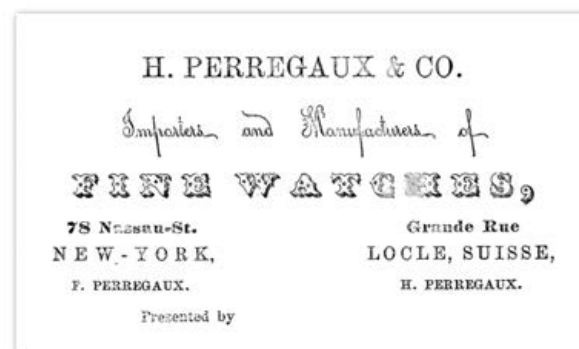 H. PERREGAUX & CO.
Importers and Manufacturers of
FINE WATCHES,
78 Nassau-St.
NEW-YORK,
F. PERREGAUX.
Grande Rue
LOCLE, SUISSE,
H. PERREGAUX.
Presented by